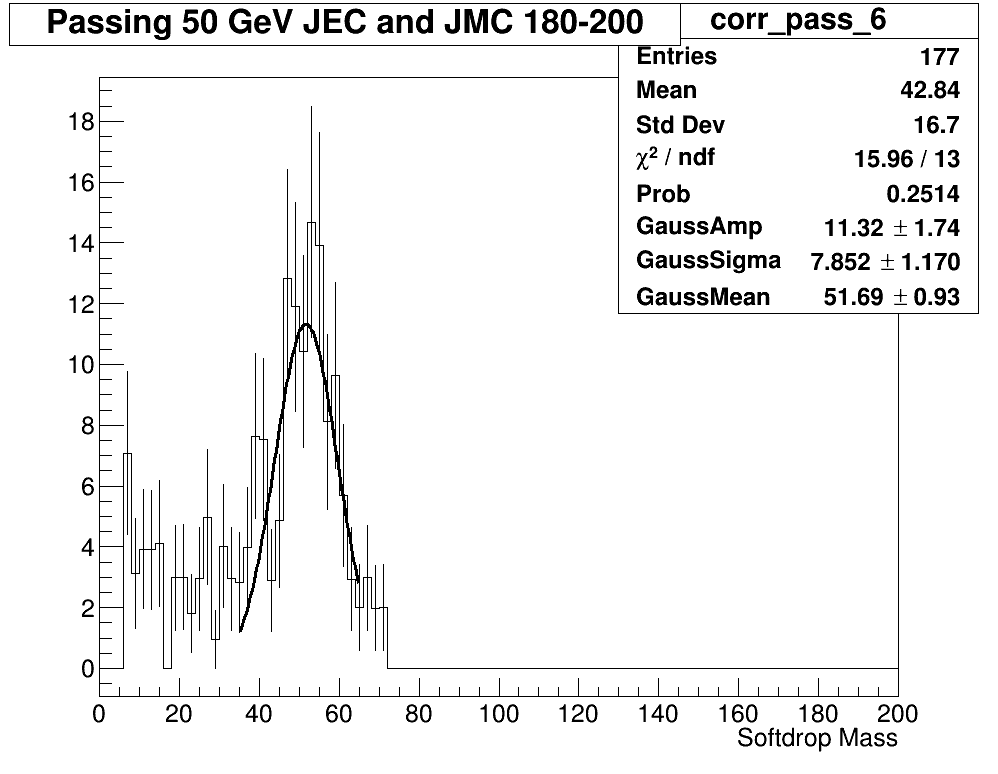 Passing 50 GeV JEC and JMC 180-200
corr_pass_6
Entries 177
Mean 42.84
Std Dev 16.7
χ² / ndf 15.96 / 13
Prob 0.2514
GaussAmp 11.32 ± 1.74
GaussSigma 7.852 ± 1.170
GaussMean 51.69 ± 0.93
18
16
14
12
10
8
6
4
2
0
0 20 40 60 80 100 120 140 160 180 200
Softdrop Mass